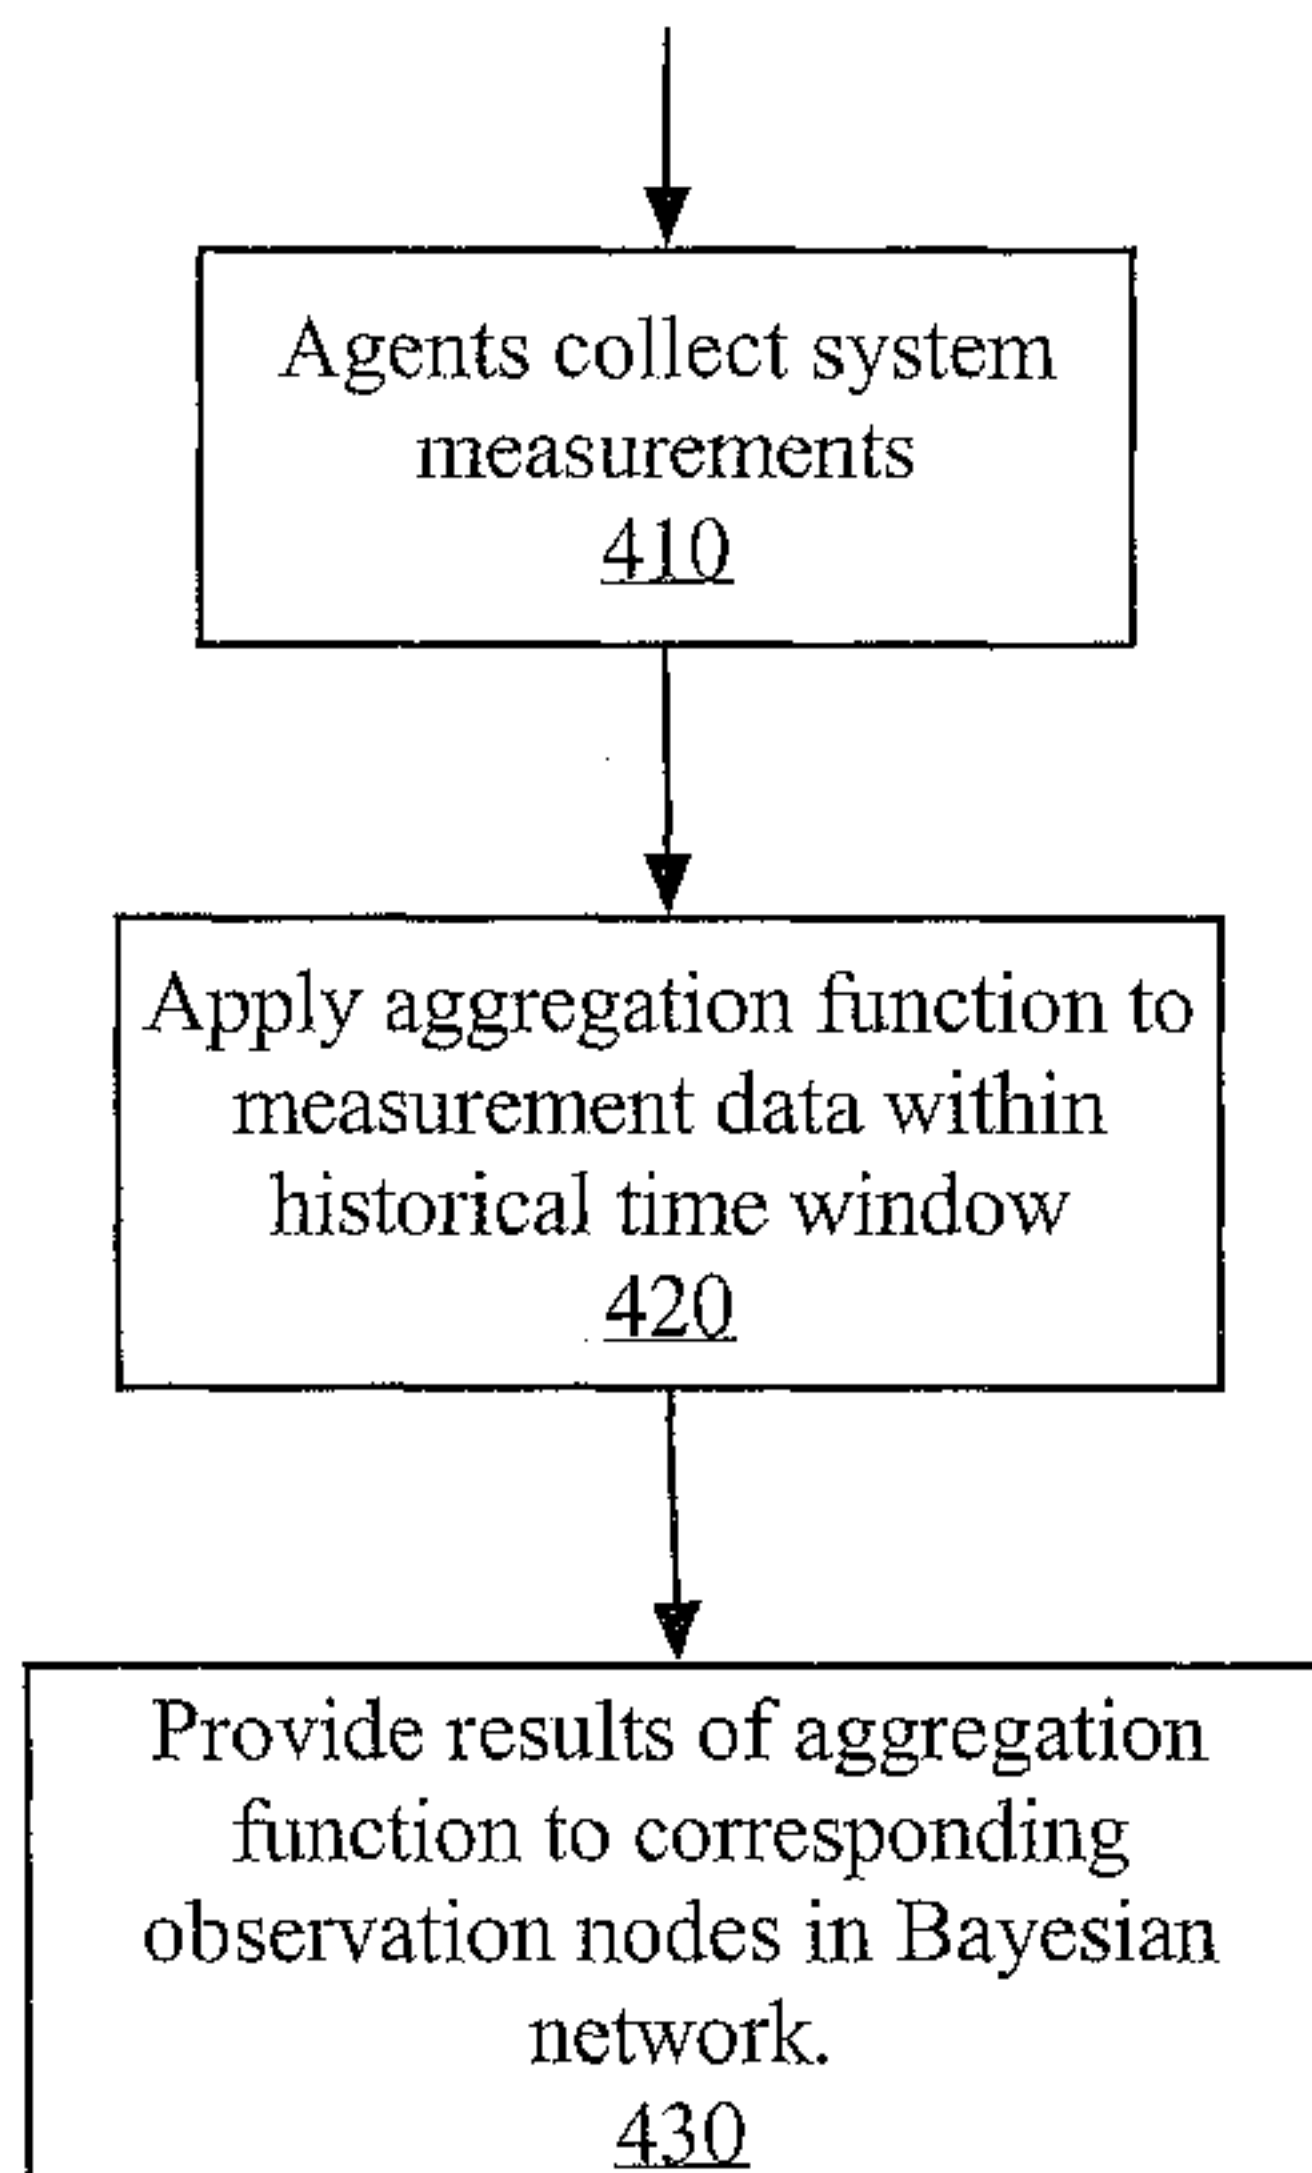 Agents collect system
measurements
410
Apply aggregation function to
measurement data within
historical time window
420
Provide results of aggregation
function to corresponding
observation nodes in Bayesian
network.
430